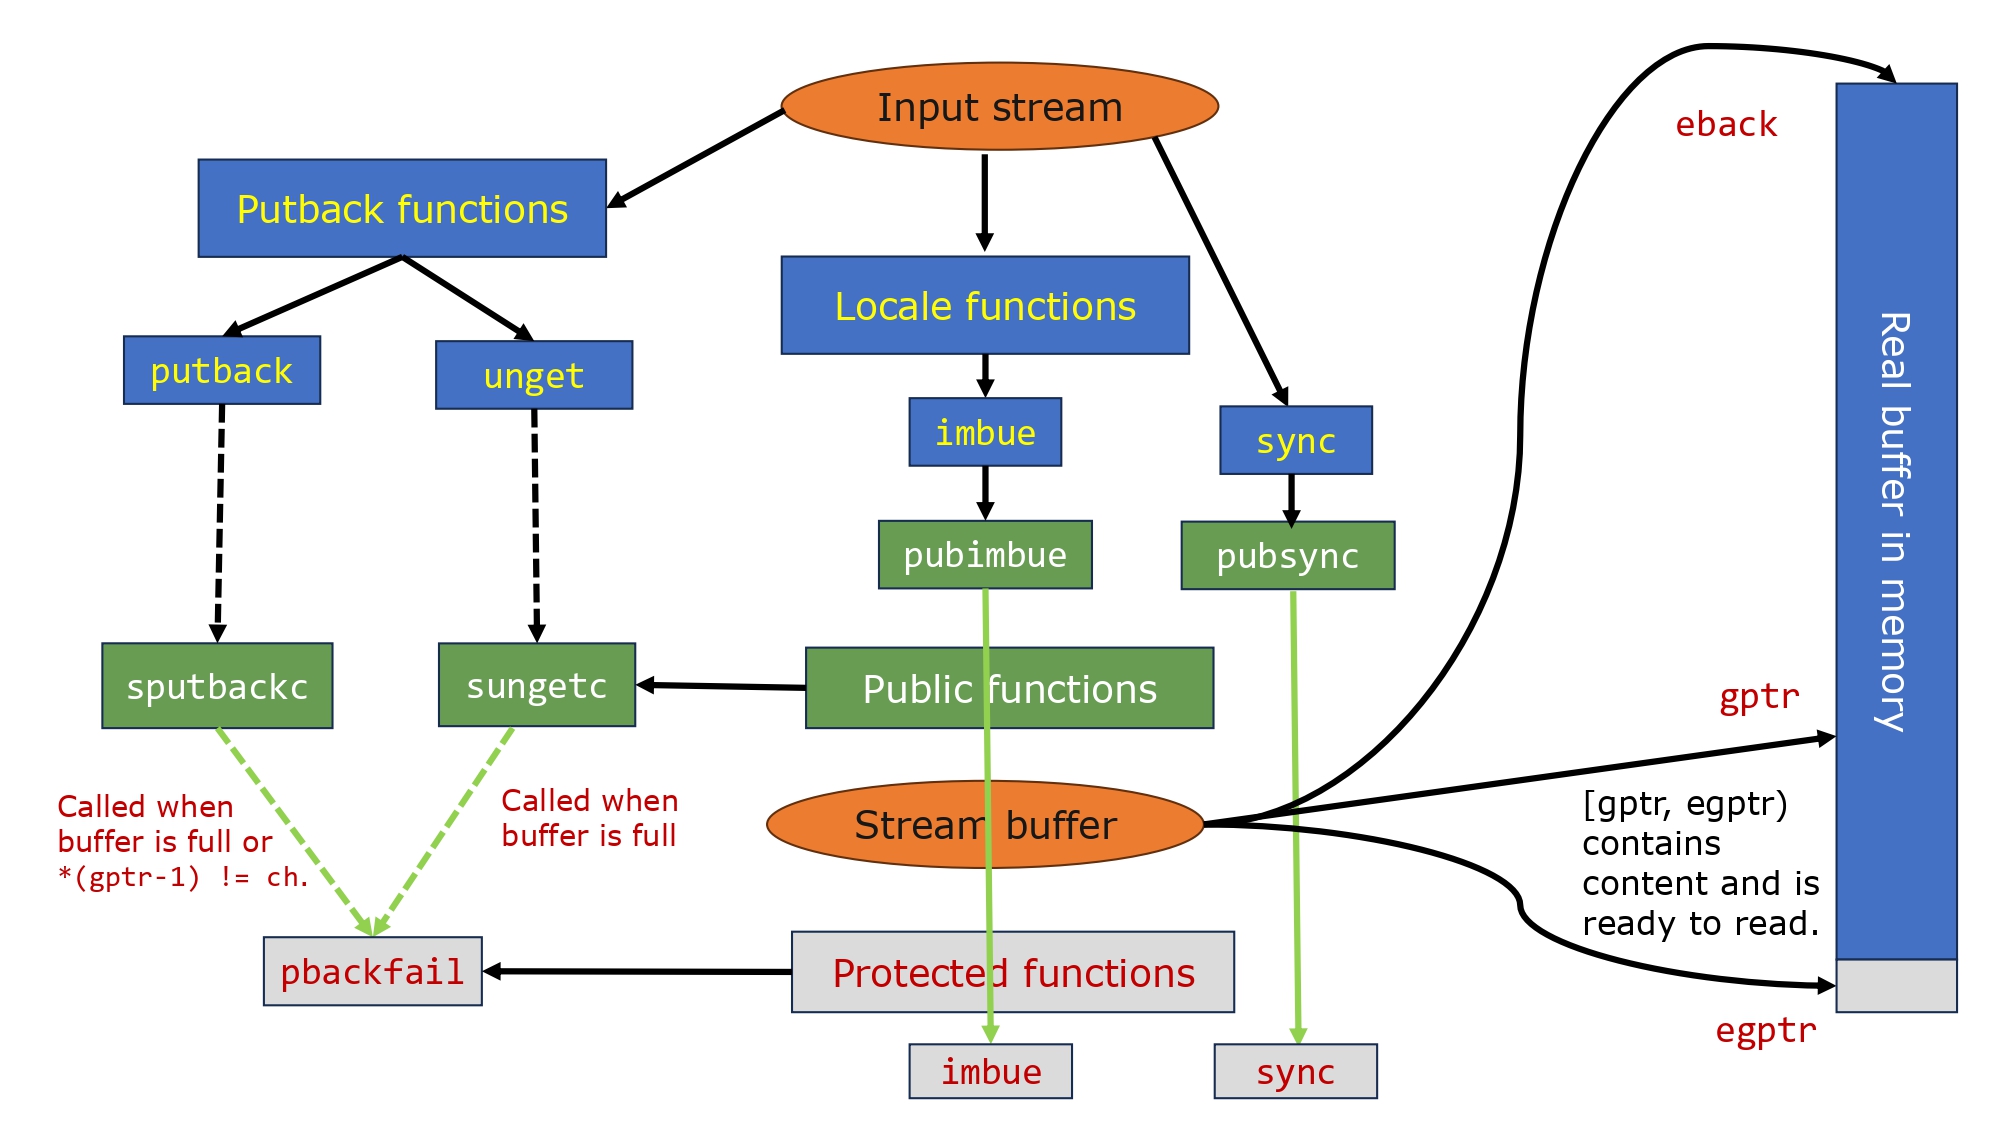 Input stream
eback
Putback functions
Locale functions
putback
unget
imbue
sync
Real buffer in memory
pubimbue
pubsync
sputbackc
sungetc
Public functions
gptr
Called when
buffer is full or
*(gptr-1) != ch.
Called when
buffer is full
Stream buffer
[gptr, egptr)
contains
content and is
ready to read.
pbackfail
Protected functions
egptr
imbue
sync